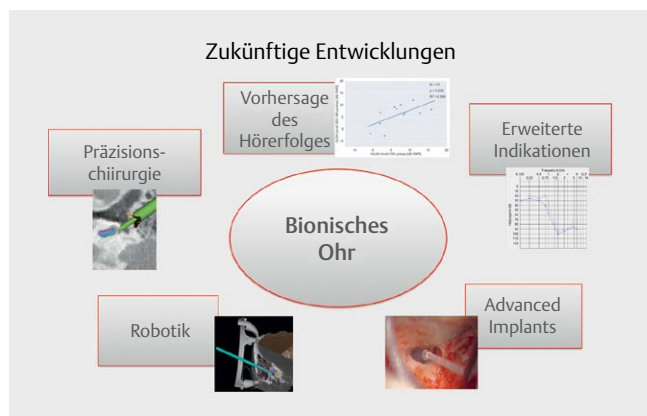 Zukünftige Entwicklungen
Vorhersage
des
Hörerfolges
Präzisions-
chiirurgie
Erweiterte
Indikationen
Bionisches
Ohr
Robotik
Advanced
Implants